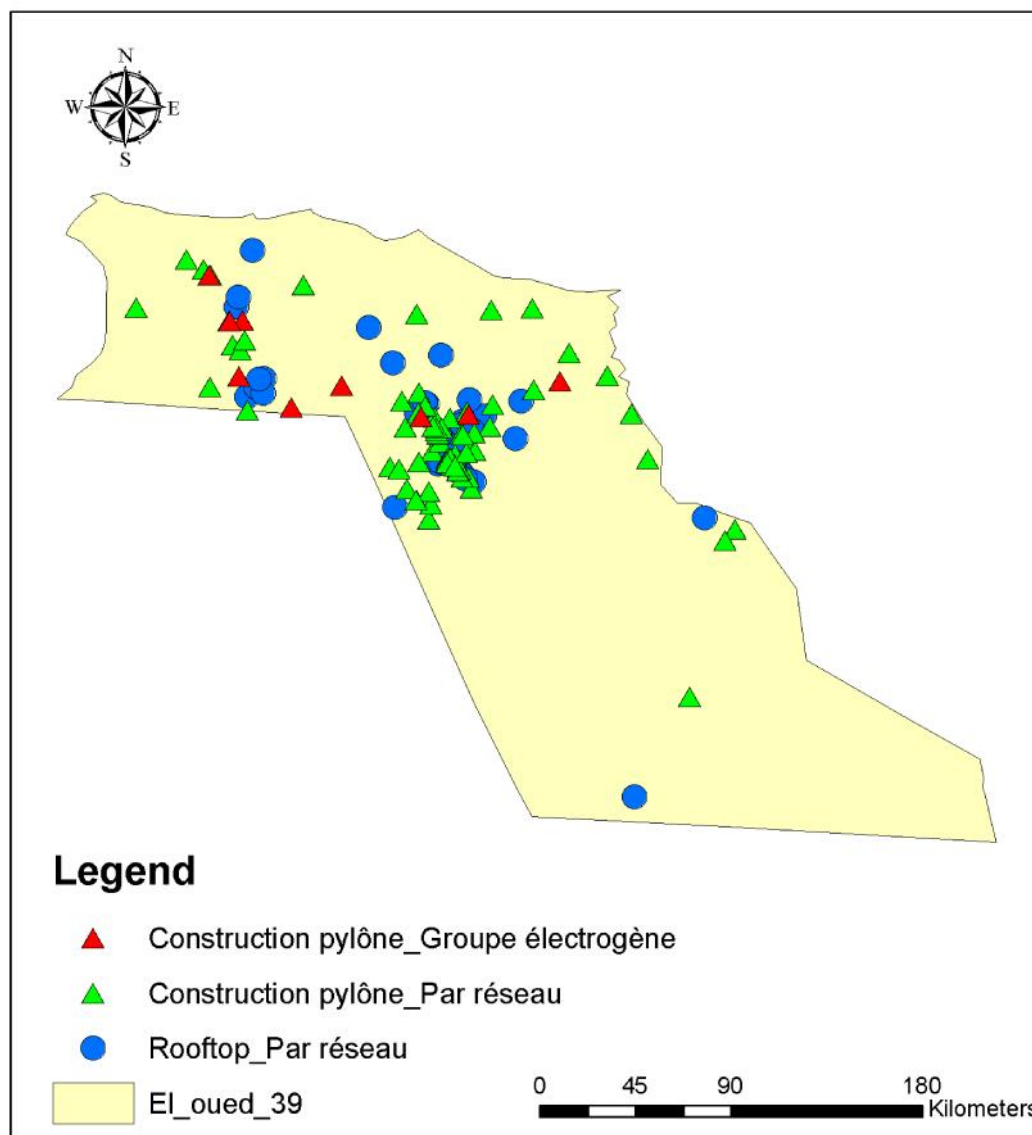 N
W E
S
Legend
Construction pylône_Groupe électrogène
Construction pylône_Par réseau
Rooftop_Par réseau
El_oued_39
0 45 90 180
Kilometers